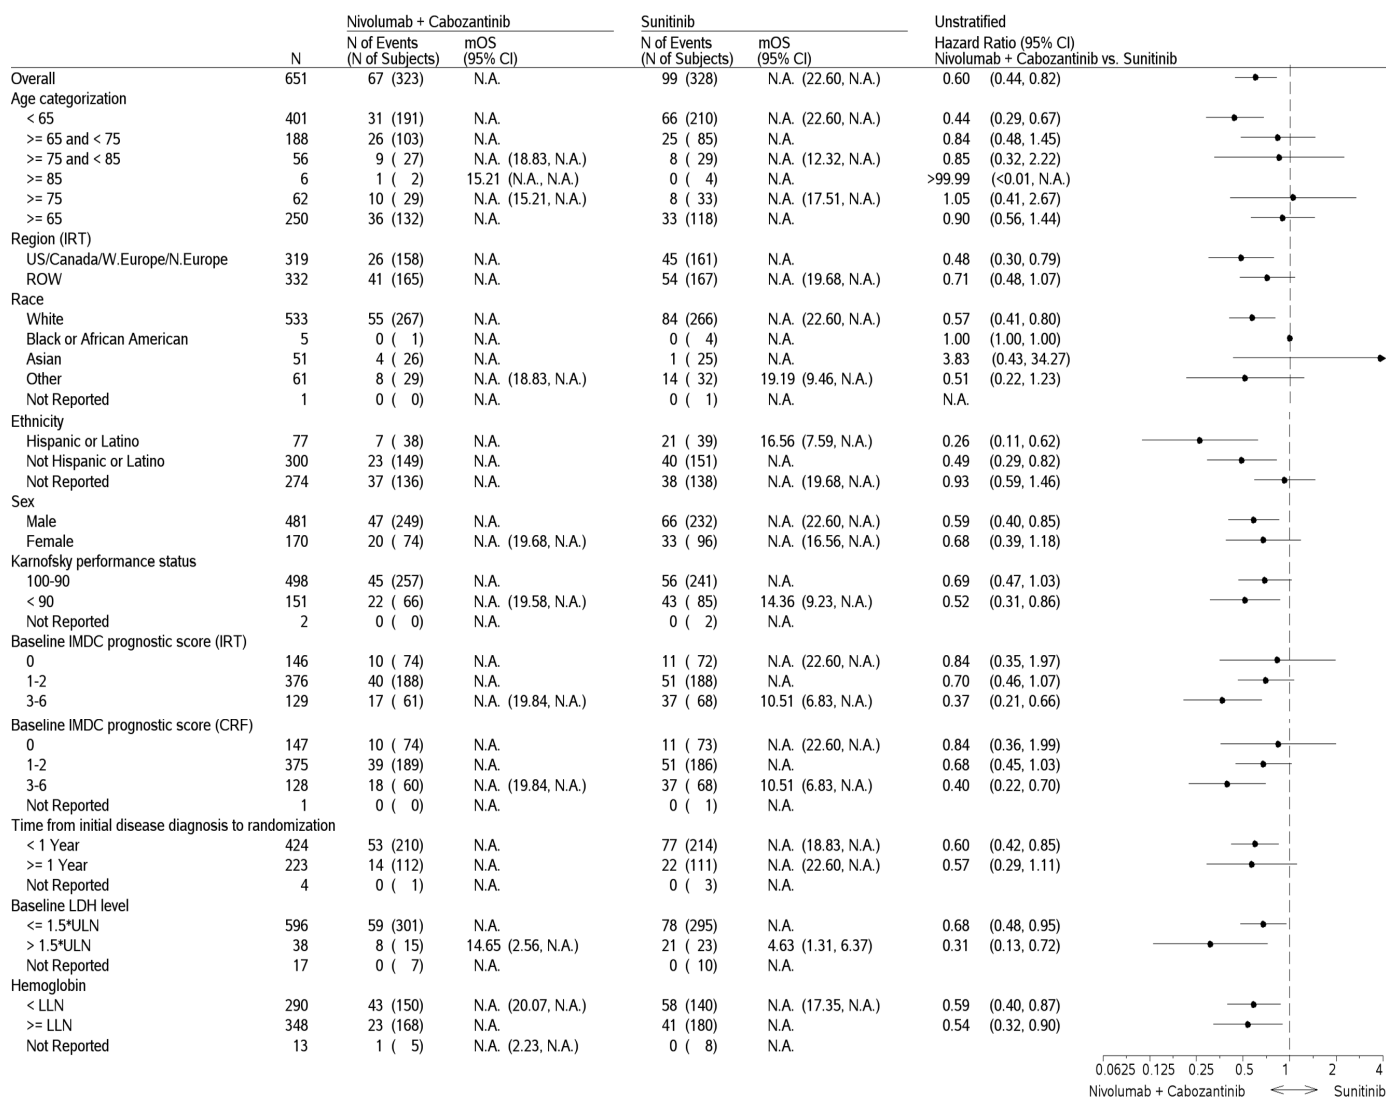 Nivolumab + Cabozantinib Sunitinib Unstratified
N of Events mOS N of Events mOS Hazard Ratio (95% CI)
N (N of Subjects) (95% CI) (N of Subjects) (95% CI) Nivolumab + Cabozantinib vs. Sunitinib
Overall 651 67 (323) N.A. 99 (328) N.A. (22.60, N.A.) 0.60 (0.44, 0.82)
Age categorization
< 65 401 31 (191) N.A. 66 (210) N.A. (22.60, N.A.) 0.44 (0.29, 0.67)
>= 65 and < 75 188 26 (103) N.A. 25 ( 85) N.A. 0.84 (0.48, 1.45)
>= 75 and < 85 56 9 ( 27) N.A. (18.83, N.A.) 8 ( 29) N.A. (12.32, N.A.) 0.85 (0.32, 2.22)
>= 85 6 1 ( 2) 15.21 (N.A., N.A.) 0 ( 4) N.A. >99.99 (<0.01, N.A.)
>= 75 62 10 ( 29) N.A. (15.21, N.A.) 8 ( 33) N.A. (17.51, N.A.) 1.05 (0.41, 2.67)
>= 65 250 36 (132) N.A. 33 (118) N.A. 0.90 (0.56, 1.44)
Region (IRT)
US/Canada/W.Europe/N.Europe 319 26 (158) N.A. 45 (161) N.A. 0.48 (0.30, 0.79)
ROW 332 41 (165) N.A. 54 (167) N.A. (19.68, N.A.) 0.71 (0.48, 1.07)
Race
White 533 55 (267) N.A. 84 (266) N.A. (22.60, N.A.) 0.57 (0.41, 0.80)
Black or African American 5 0 ( 1) N.A. 0 ( 4) N.A. 1.00 (1.00, 1.00)
Asian 51 4 ( 26) N.A. 1 ( 25) N.A. 3.83 (0.43, 34.27)
Other 61 8 ( 29) N.A. (18.83, N.A.) 14 ( 32) 19.19 (9.46, N.A.) 0.51 (0.22, 1.23)
Not Reported 1 0 ( 0) N.A. 0 ( 1) N.A. N.A.
Ethnicity
Hispanic or Latino 77 7 ( 38) N.A. 21 ( 39) 16.56 (7.59, N.A.) 0.26 (0.11, 0.62)
Not Hispanic or Latino 300 23 (149) N.A. 40 (151) N.A. 0.49 (0.29, 0.82)
Not Reported 274 37 (136) N.A. 38 (138) N.A. (19.68, N.A.) 0.93 (0.59, 1.46)
Sex
Male 481 47 (249) N.A. 66 (232) N.A. (22.60, N.A.) 0.59 (0.40, 0.85)
Female 170 20 ( 74) N.A. (19.68, N.A.) 33 ( 96) N.A. (16.56, N.A.) 0.68 (0.39, 1.18)
Karnofsky performance status
100-90 498 45 (257) N.A. 56 (241) N.A. 0.69 (0.47, 1.03)
< 90 151 22 ( 66) N.A. (19.58, N.A.) 43 ( 85) 14.36 (9.23, N.A.) 0.52 (0.31, 0.86)
Not Reported 2 0 ( 0) N.A. 0 ( 2) N.A.
Baseline IMDC prognostic score (IRT)
0 146 10 ( 74) N.A. 11 ( 72) N.A. (22.60, N.A.) 0.84 (0.35, 1.97)
1-2 376 40 (188) N.A. 51 (188) N.A. 0.70 (0.46, 1.07)
3-6 129 17 ( 61) N.A. (19.84, N.A.) 37 ( 68) 10.51 (6.83, N.A.) 0.37 (0.21, 0.66)
Baseline IMDC prognostic score (CRF)
0 147 10 ( 74) N.A. 11 ( 73) N.A. (22.60, N.A.) 0.84 (0.36, 1.99)
1-2 375 39 (189) N.A. 51 (186) N.A. 0.68 (0.45, 1.03)
3-6 128 18 ( 60) N.A. (19.84, N.A.) 37 ( 68) 10.51 (6.83, N.A.) 0.40 (0.22, 0.70)
Not Reported 1 0 ( 0) N.A. 0 ( 1) N.A.
Time from initial disease diagnosis to randomization
< 1 Year 424 53 (210) N.A. 77 (214) N.A. (18.83, N.A.) 0.60 (0.42, 0.85)
>= 1 Year 223 14 (112) N.A. 22 (111) N.A. (22.60, N.A.) 0.57 (0.29, 1.11)
Not Reported 4 0 ( 1) N.A. 0 ( 3) N.A.
Baseline LDH level
<= 1.5*ULN 596 59 (301) N.A. 78 (295) N.A. 0.68 (0.48, 0.95)
> 1.5*ULN 38 8 ( 15) 14.65 (2.56, N.A.) 21 ( 23) 4.63 (1.31, 6.37) 0.31 (0.13, 0.72)
Not Reported 17 0 ( 7) N.A. 0 ( 10) N.A.
Hemoglobin
< LLN 290 43 (150) N.A. (20.07, N.A.) 58 (140) N.A. (17.35, N.A.) 0.59 (0.40, 0.87)
>= LLN 348 23 (168) N.A. 41 (180) N.A. 0.54 (0.32, 0.90)
Not Reported 13 1 ( 5) N.A. (2.23, N.A.) 0 ( 8) N.A.
0.0625 0.125 0.25 0.5 1 2 4
Nivolumab + Cabozantinib Sunitinib